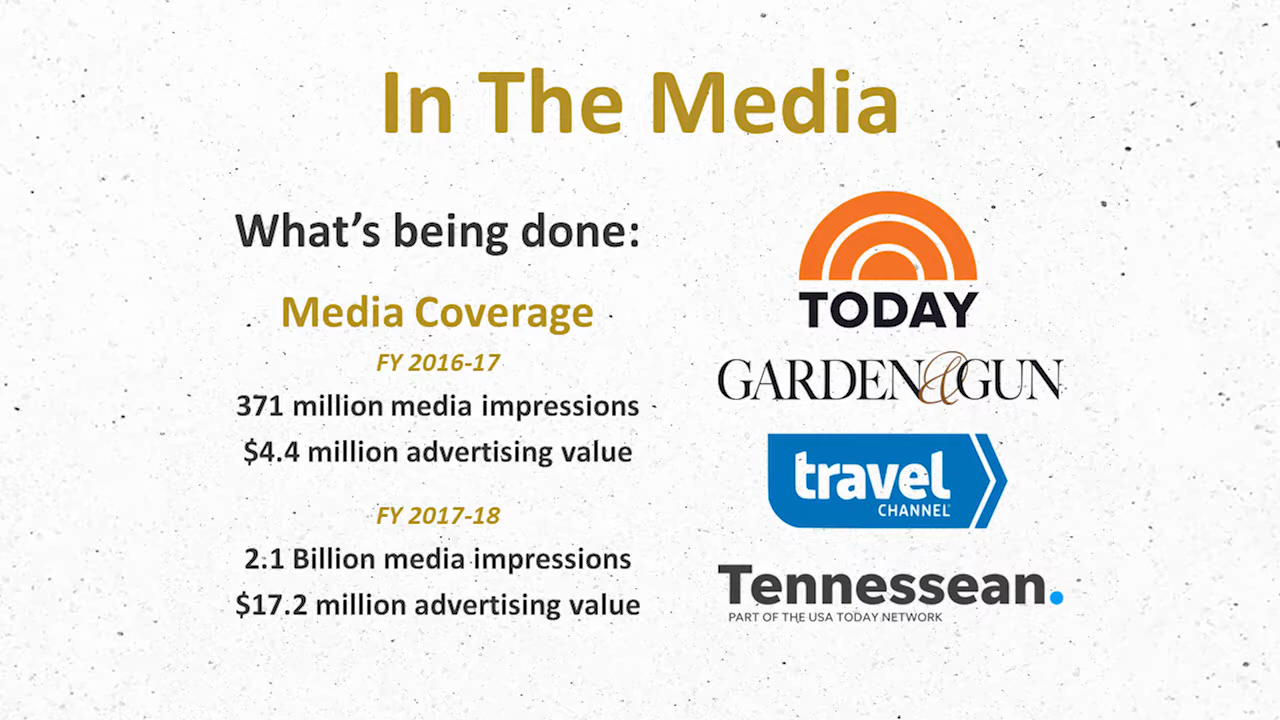 In The Media
What's being done:
Media Coverage
FY 2016-17
371 million media impressions
$4.4 million advertising value
FY 2017-18
2.1 Billion media impressions
$17.2 million advertising value
TODAY
GARDEN&GUN
travel
CHANNEL
Tennessean.
PART OF THE USA TODAY NETWORK